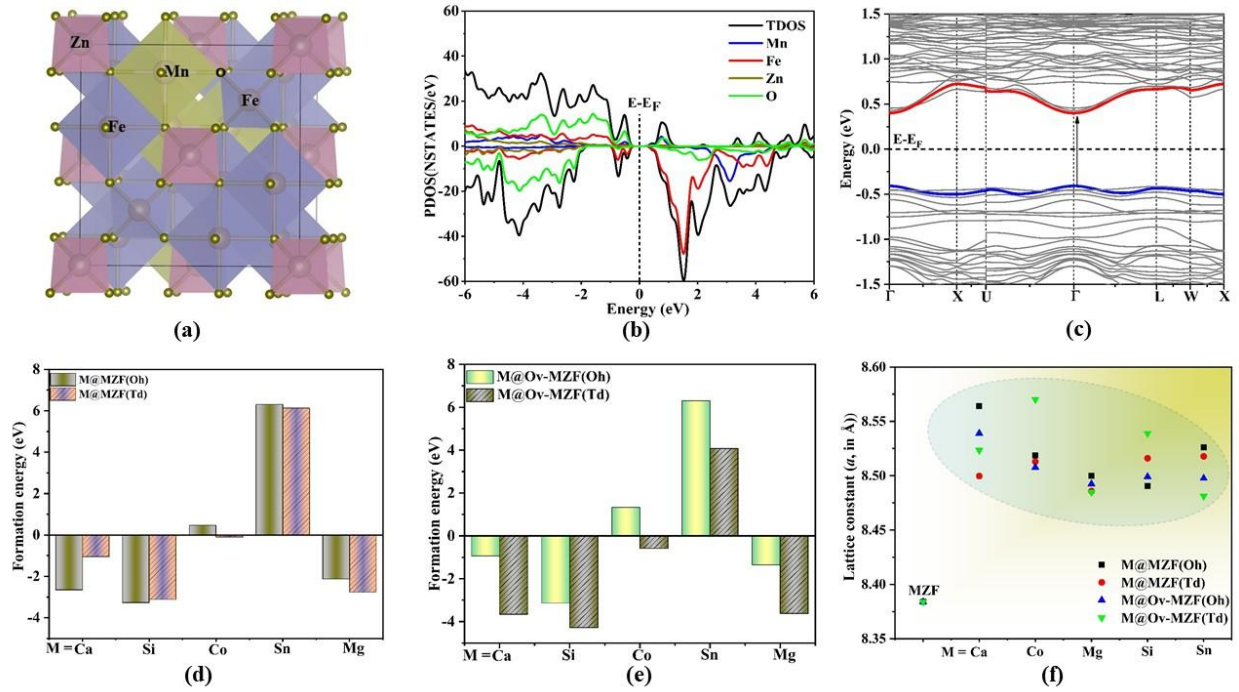 Zn
Mn
Fe
Fe
(a)
60
40
20
0
-20
-40
-60
PDOS(NSTATES/eV)
E-EF
TDOS
Mn
Fe
Zn
O
-6 -4 -2 0 2 4 6
Energy (eV)
(b)
1.5
1.0
0.5
0.0
-0.5
-1.0
-1.5
Energy (eV)
E-EF
Γ X U Γ L W X
(c)
8
6
4
2
0
-2
-4
Formation energy (eV)
M@MZF(Oh)
M@MZF(Td)
M =Ca Si Co Sn Mg
(d)
8
6
4
2
0
-2
-4
Formation energy (eV)
M@Ov-MZF(Oh)
M@Ov-MZF(Td)
M =Ca Si Co Sn Mg
(e)
8.60
8.55
8.50
8.45
8.40
8.35
Lattice constant (a, in Å))
MZF
M@MZF(Oh)
M@MZF(Td)
M@Ov-MZF(Oh)
M@Ov-MZF(Td)
M = Ca Co Mg Si Sn
(f)